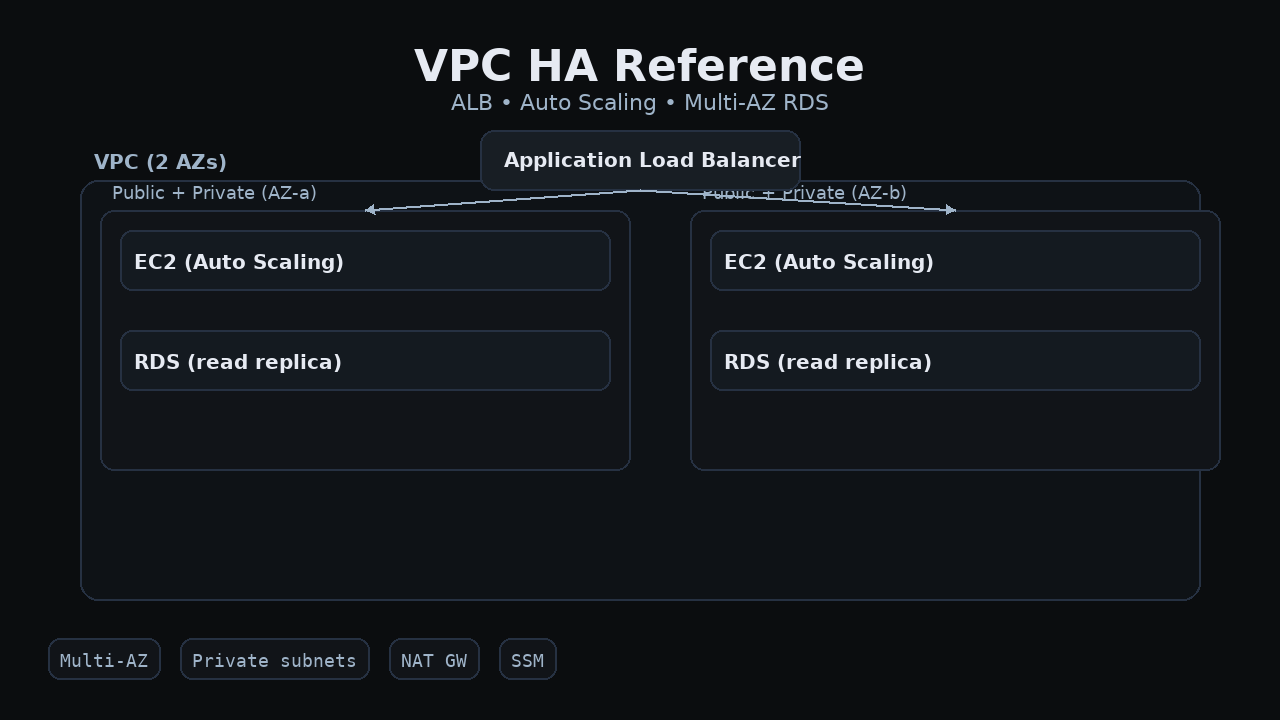 VPC HA Reference
ALB • Auto Scaling • Multi-AZ RDS
Application Load Balancer
VPC (2 AZs)
Public + Private (AZ-a)
Public + Private (AZ-b)
EC2 (Auto Scaling)
EC2 (Auto Scaling)
RDS (read replica)
RDS (read replica)
Multi-AZ
Private subnets
NAT GW
SSM